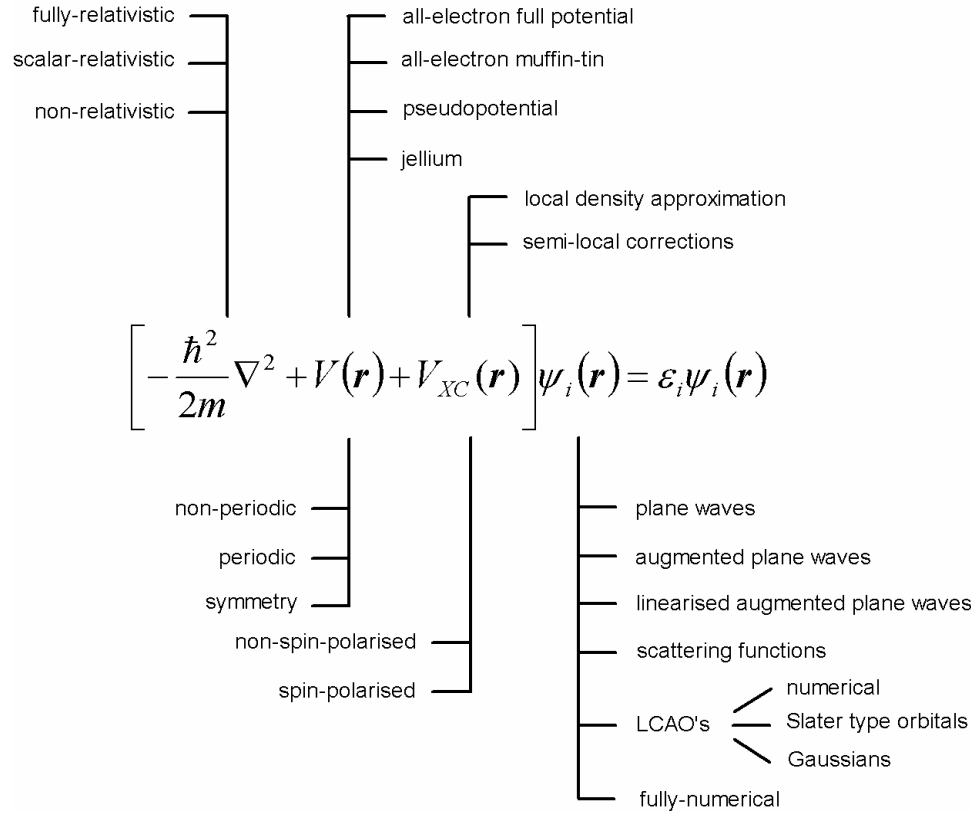 fully-relativistic
scalar-relativistic
non-relativistic
all-electron full potential
all-electron muffin-tin
pseudopotential
jellium
local density approximation
semi-local corrections
[-ħ²/2m ∇² + V(r) + V_XC(r)]ψ_i(r) = ε_iψ_i(r)
non-periodic
periodic
symmetry
non-spin-polarised
spin-polarised
plane waves
augmented plane waves
linearised augmented plane waves
scattering functions
LCAO's
numerical
Slater type orbitals
Gaussians
fully-numerical